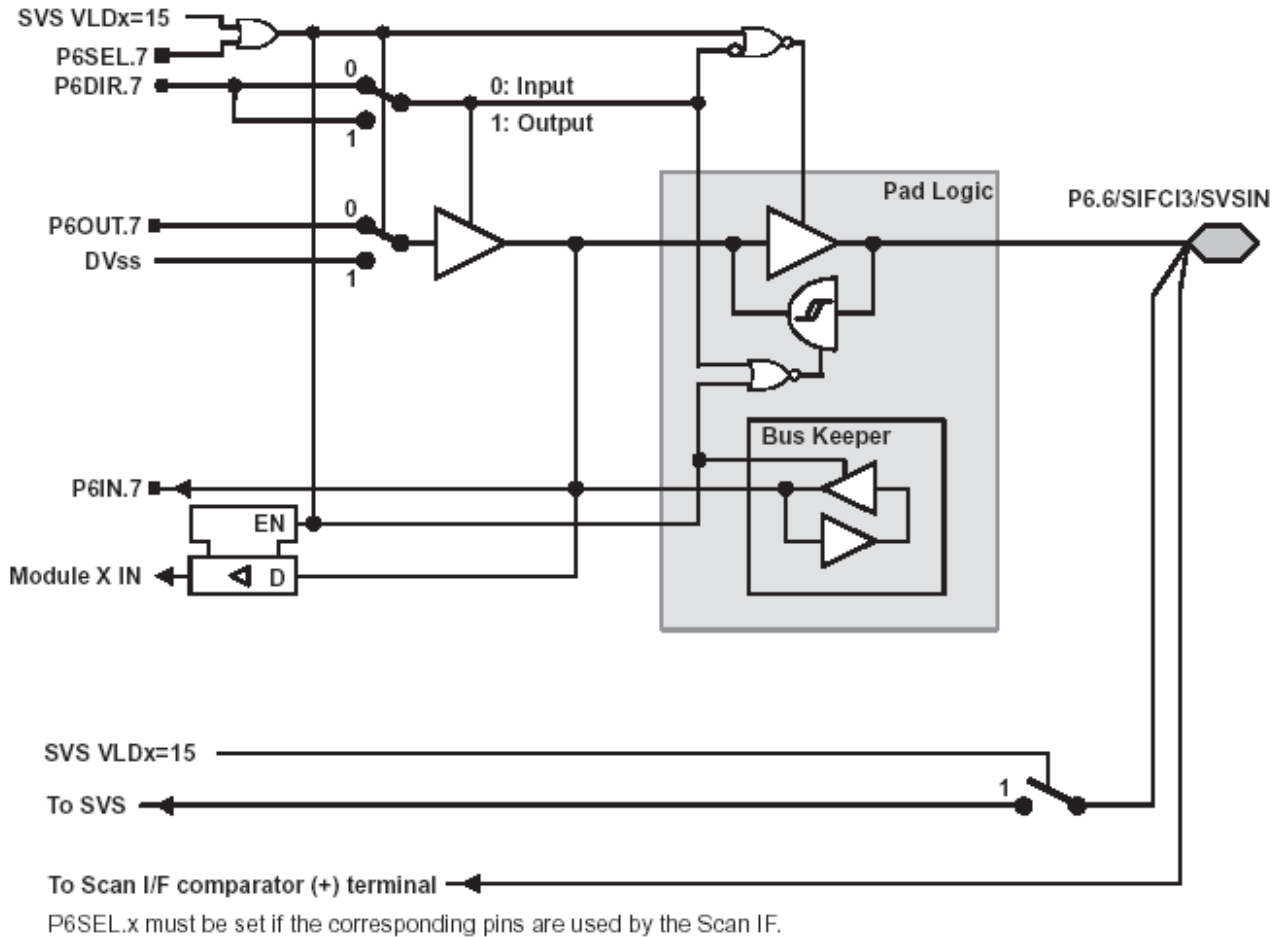 SVS VLDx=15
P6SEL.7
P6DIR.7
0
1
0: Input
1: Output
Pad Logic
P6.6/SIFCI3/SVSIN
P6OUT.7
0
DVss
1
Bus Keeper
P6IN.7
EN
Module X IN
D
SVS VLDx=15
1
To SVS
To Scan I/F comparator (+) terminal
P6SEL.x must be set if the corresponding pins are used by the Scan IF.